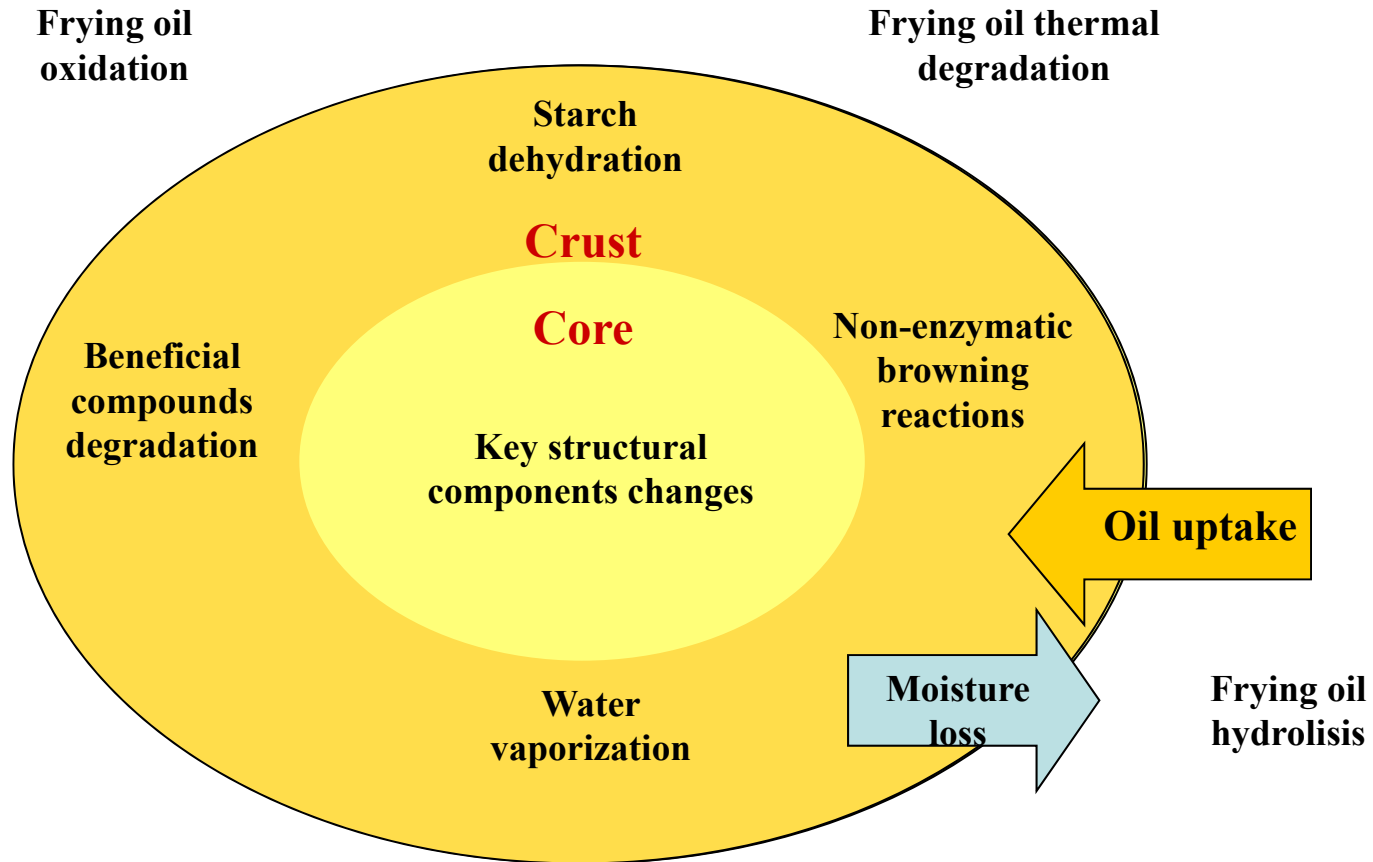 Frying oil
oxidation
Frying oil thermal
degradation
Starch
dehydration
Crust
Core
Beneficial
compounds
degradation
Non-enzymatic
browning
reactions
Key structural
components changes
Oil uptake
Moisture
loss
Water
vaporization
Frying oil
hydrolisis